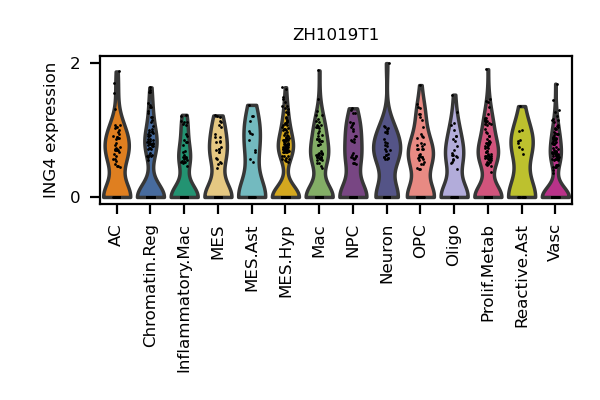 ZH1019T1
ING4 expression
2
0
AC
Chromatin.Reg
Inflammatory.Mac
MES
MES.Ast
MES.Hyp
Mac
NPC
Neuron
OPC
Oligo
Prolif.Metab
Reactive.Ast
Vasc